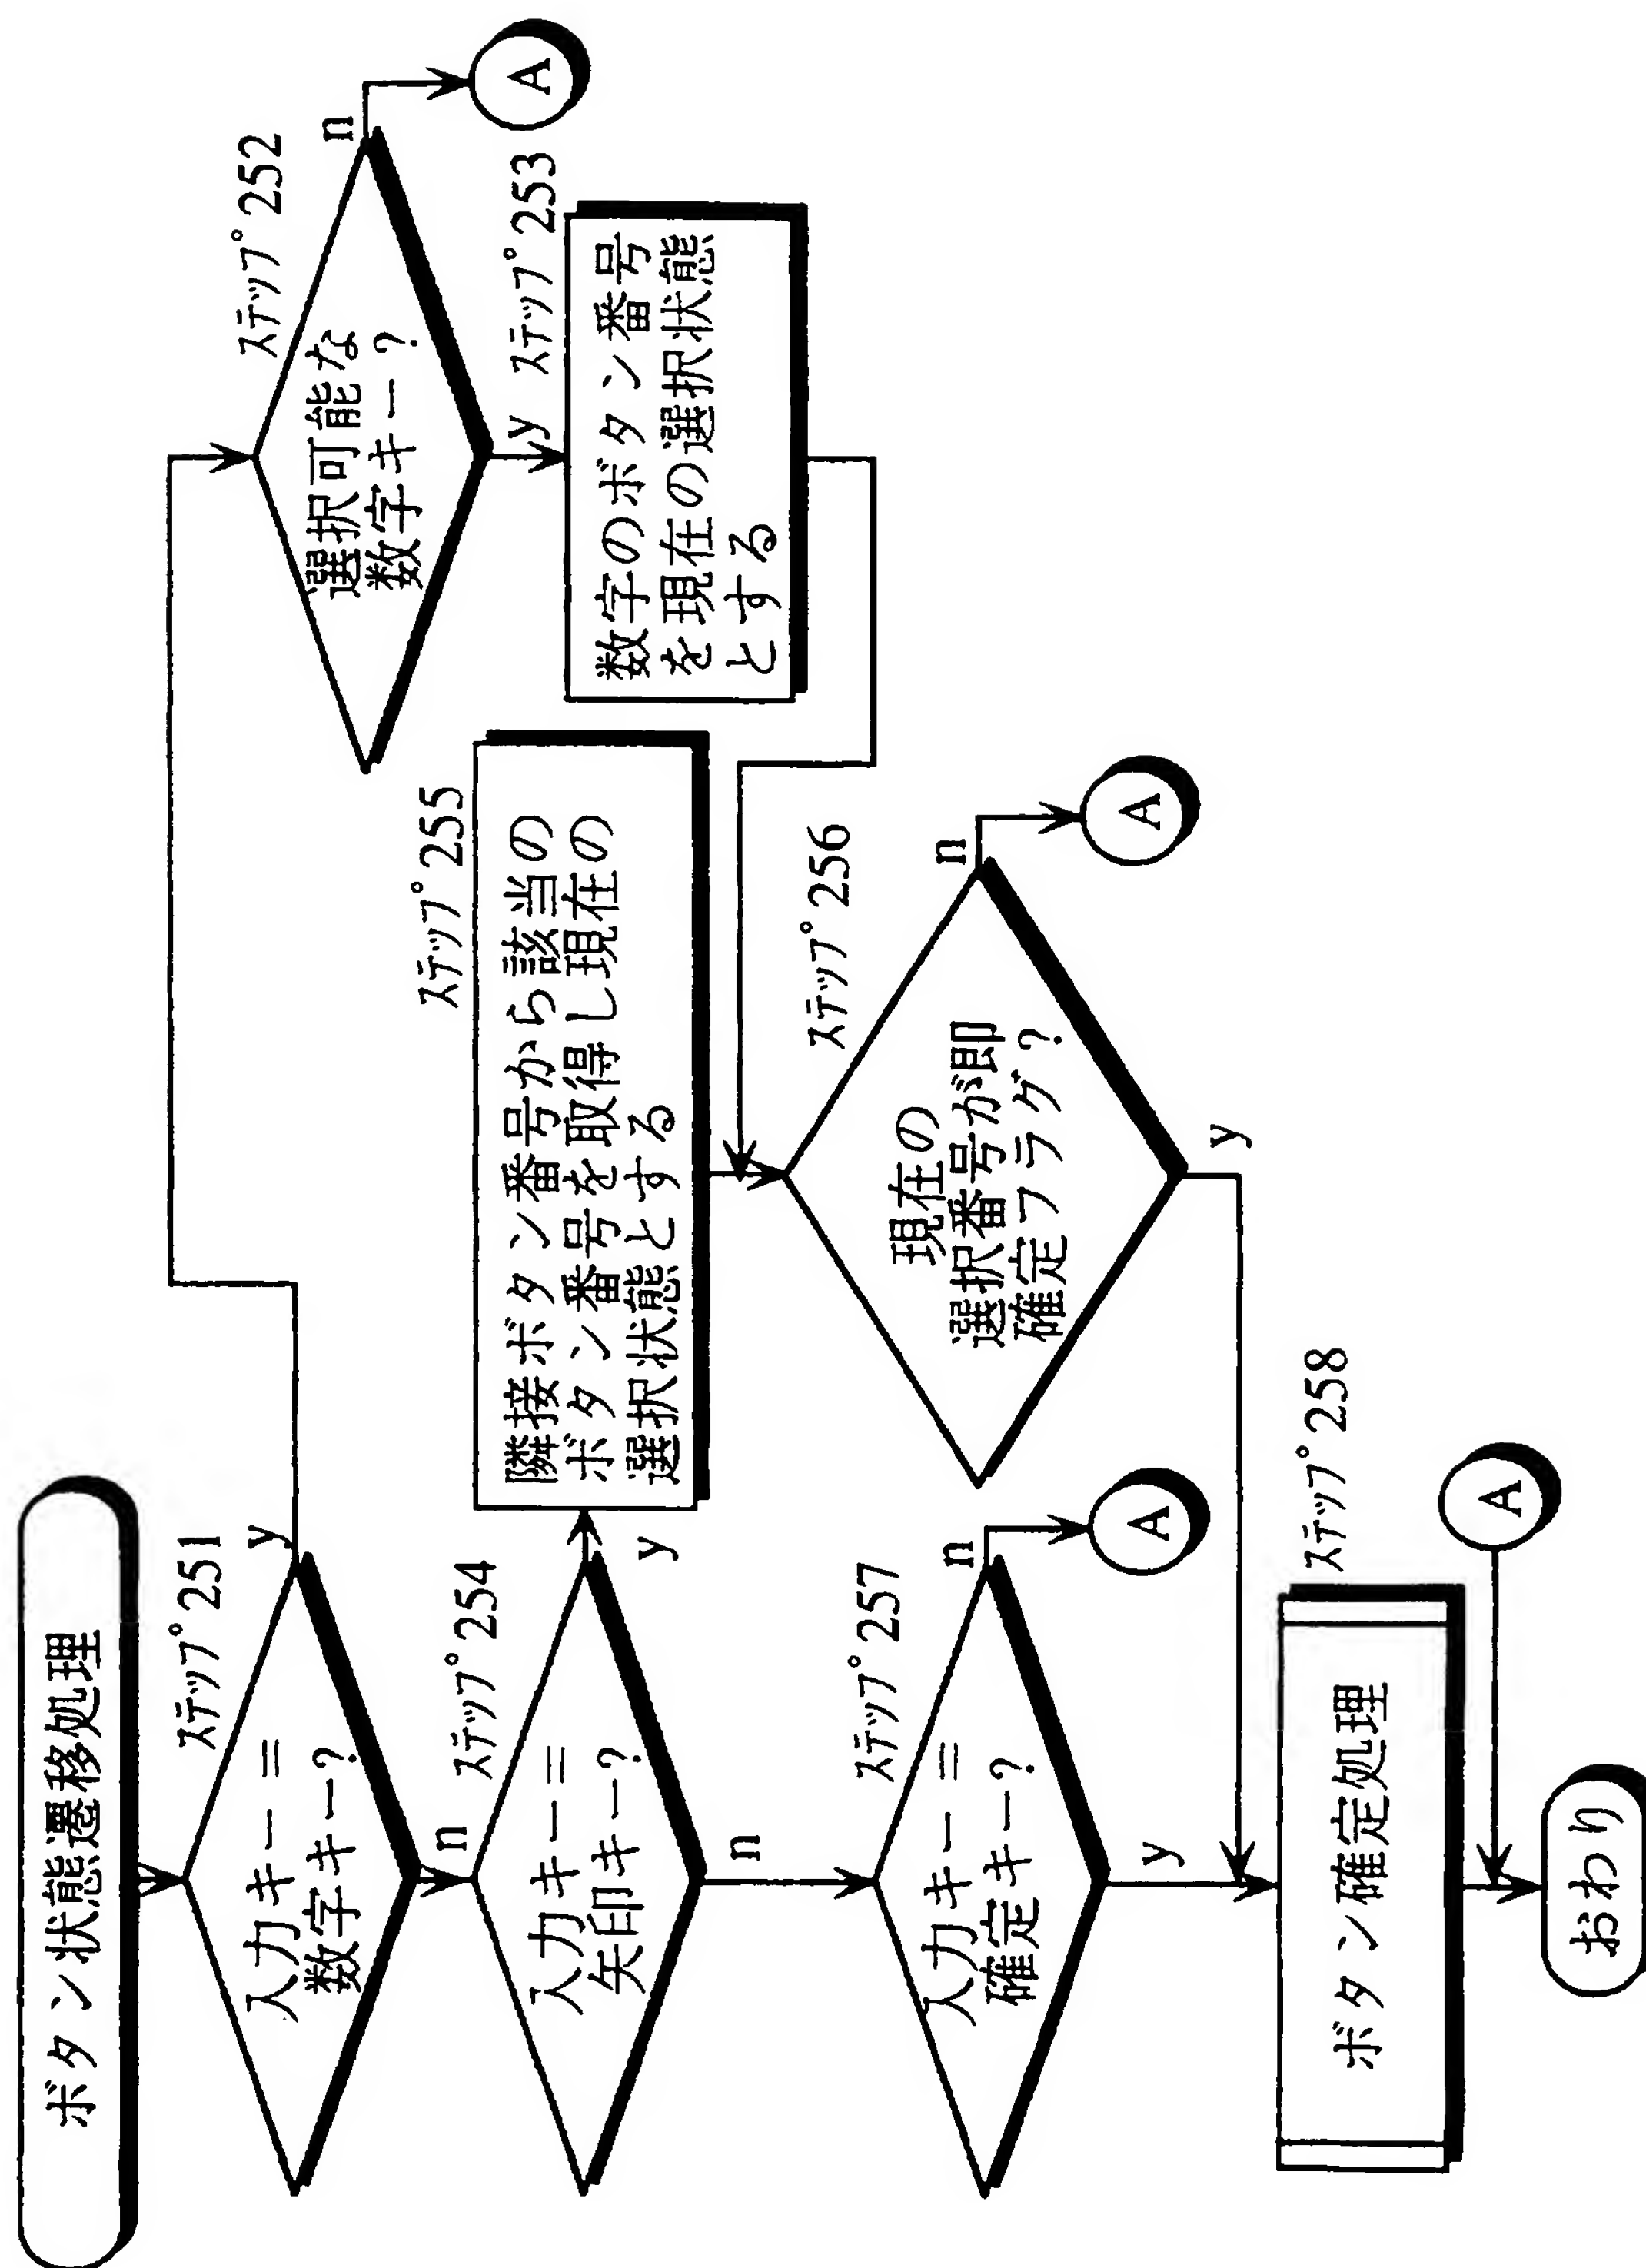 ボタン状態遷移処理
ステップ251
入力キー＝
数字キー？
y
n
ステップ252
選択可能な
数字キー？
n
A
y
ステップ253
数字のボタン番号
を現在の選択状態
とする
ステップ254
入力キー＝
矢印キー？
y
n
ステップ255
隣接ボタン番号から該当の
ボタン番号を取得し現在の
選択状態とする
ステップ256
現在の
選択番号が即
確定フラグ？
n
A
y
ステップ257
入力キー＝
確定キー？
n
A
y
ステップ258
ボタン確定処理
A
おわり